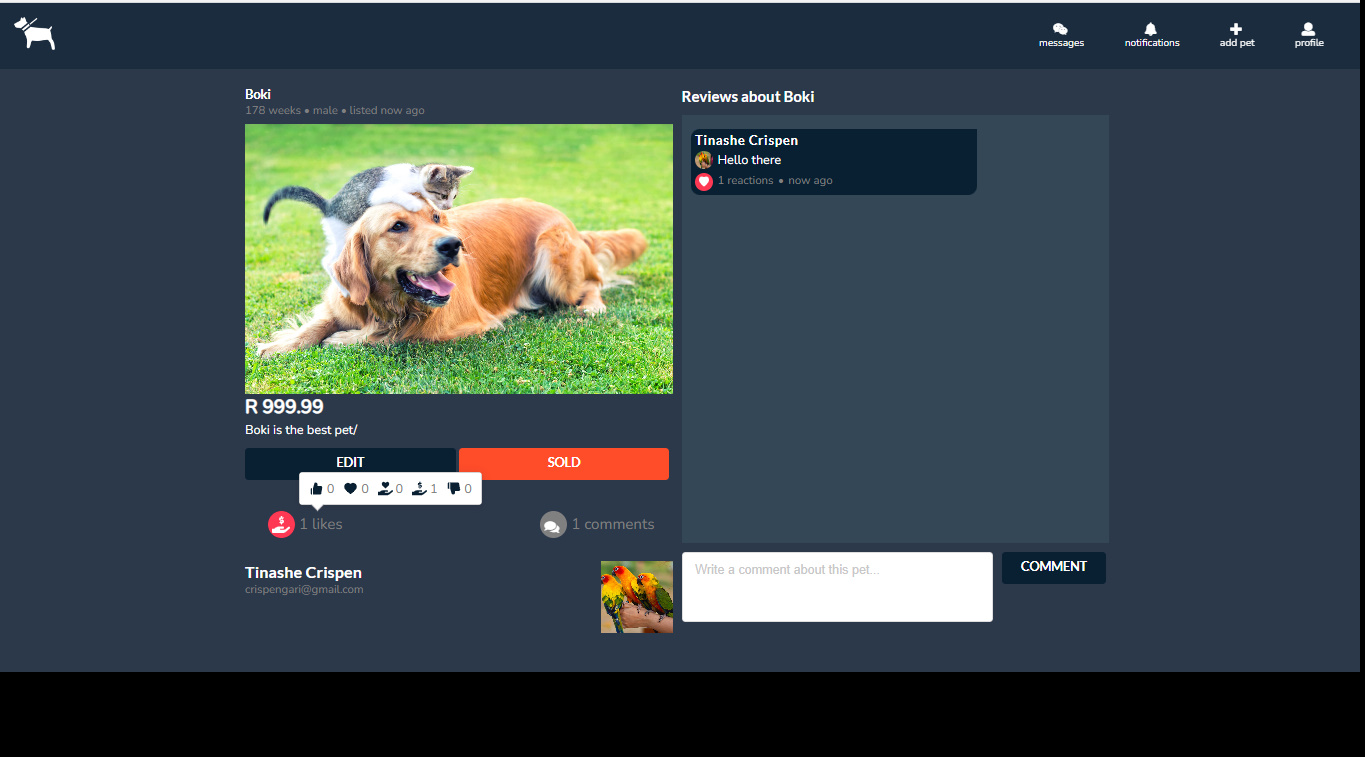 messages
notifications
add pet
profile
Boki
178 weeks • male • listed now ago
R 999.99
Boki is the best pet/
EDIT
SOLD
0 0 0 1 0
1 likes
1 comments
Tinashe Crispen
crispengari@gmail.com
Reviews about Boki
Tinashe Crispen
Hello there
1 reactions • now ago
Write a comment about this pet...
COMMENT